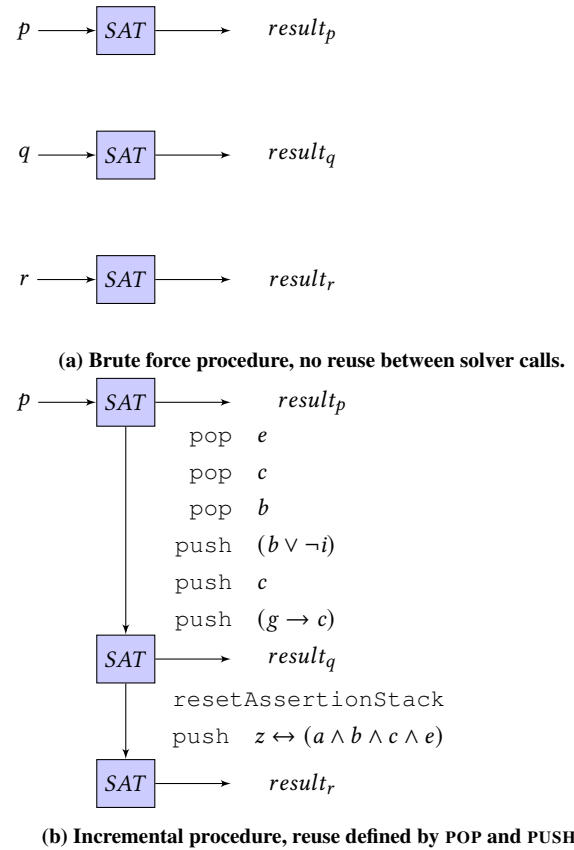 p SAT result_p
q SAT result_q
r SAT result_r
(a) Brute force procedure, no reuse between solver calls.
p SAT result_p
pop e
pop c
pop b
push (b ∨ ¬i)
push c
push (g → c)
SAT result_q
resetAssertionStack
push z ↔ (a ∧ b ∧ c ∧ e)
SAT result_r
(b) Incremental procedure, reuse defined by POP and PUSH